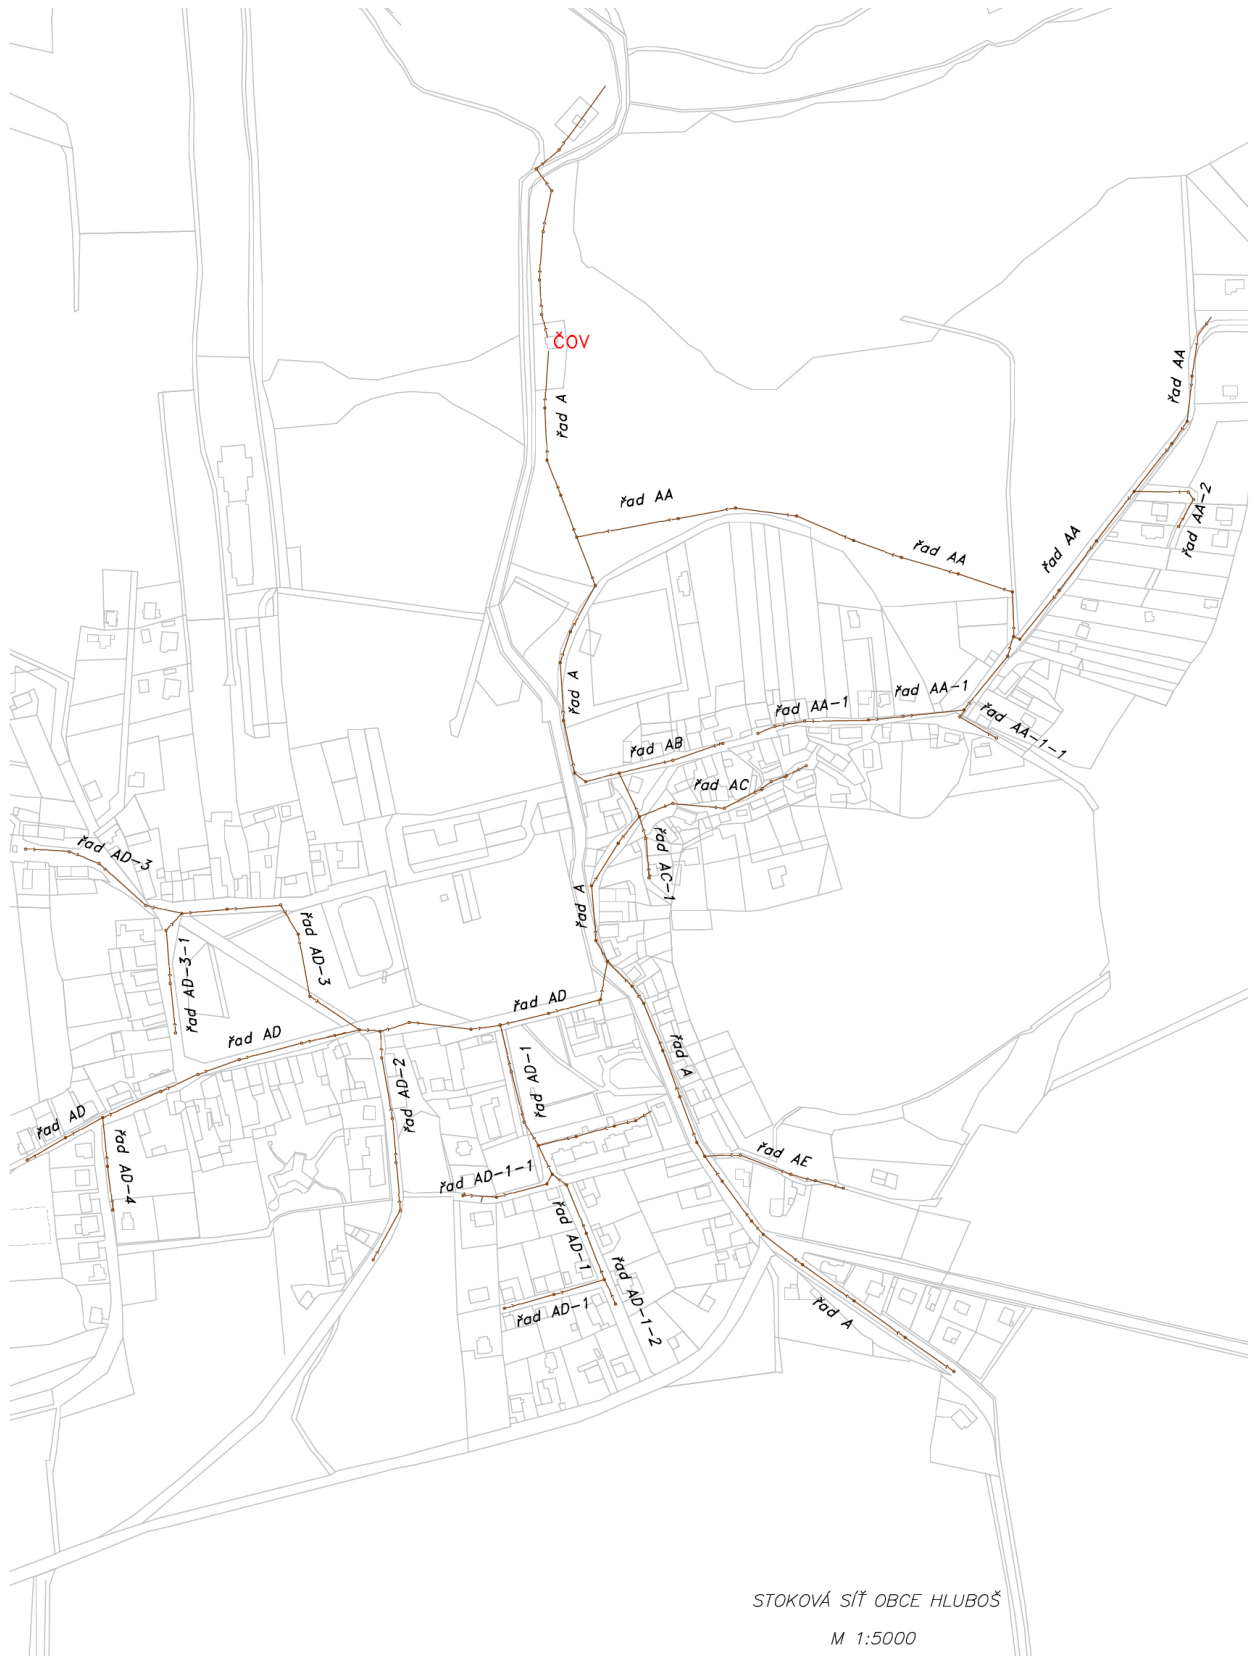 ČOV
řad AA
řad A
řad AA
řad AA-2
řad AA
řad AA
řad A
řad AA-1
řad AA-1
řad AA-1-1
řad AB
řad AC
řad AC-1
řad AD-3
řad A
řad AD-3
řad AD-3-1
řad AD
řad AD
řad A
řad AD-1
řad AD-2
řad AD
řad AD-4
řad AE
řad AD-1-1
řad AD-1
řad AD-1-2
řad AD-1
řad A
STOKOVÁ SÍŤ OBCE HLUBOŠ
M 1:5000